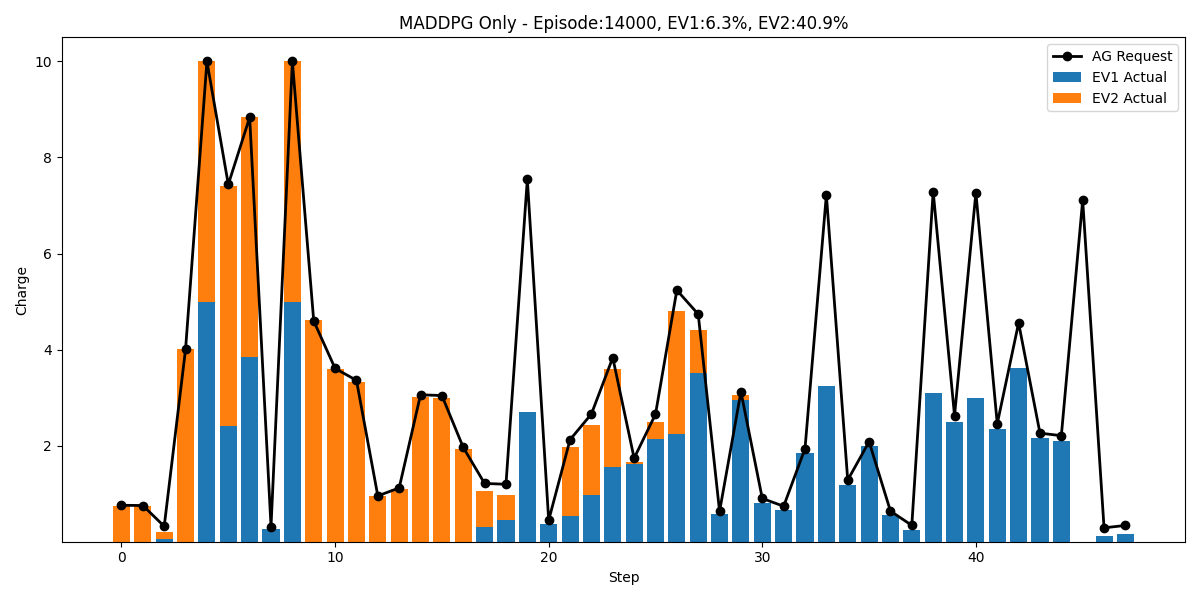 MADDPG Only - Episode:14000, EV1:6.3%, EV2:40.9%
AG Request
EV1 Actual
EV2 Actual
Charge
10
8
6
4
2
0 10 20 30 40
Step